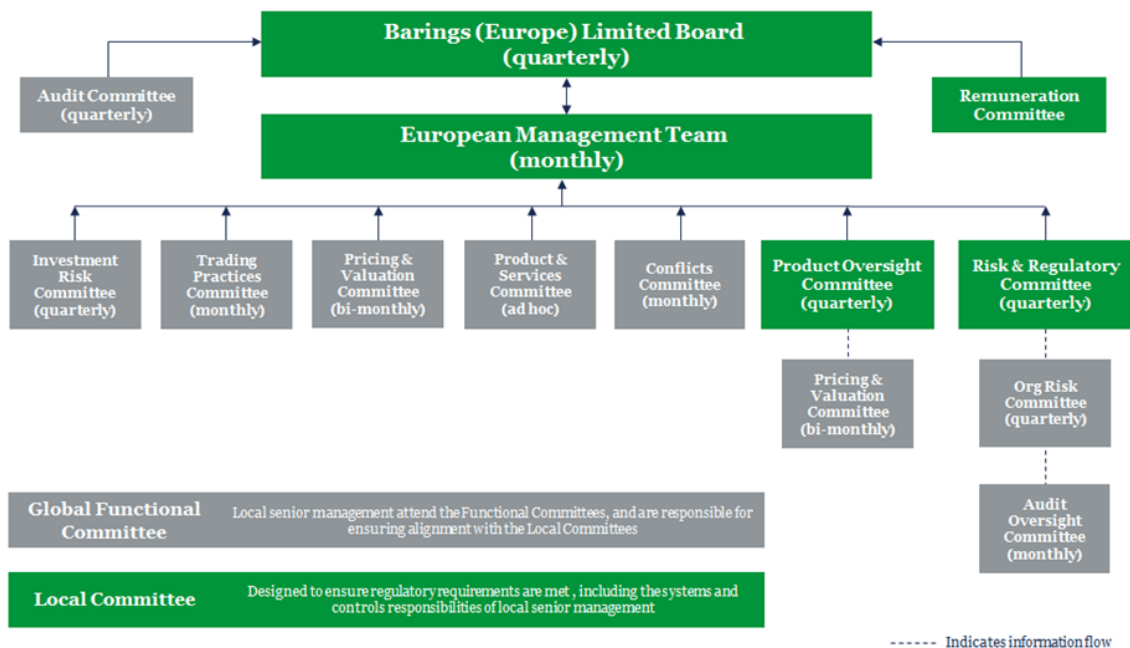 Barings (Europe) Limited Board
(quarterly)
Audit Committee
(quarterly)
Remuneration
Committee
European Management Team
(monthly)
Investment
Risk
Committee
(quarterly)
Trading
Practices
Committee
(monthly)
Pricing &
Valuation
Committee
(bi-monthly)
Product &
Services
Committee
(ad hoc)
Conflicts
Committee
(monthly)
Product Oversight
Committee
(quarterly)
Risk & Regulatory
Committee
(quarterly)
Pricing &
Valuation
Committee
(bi-monthly)
Org Risk
Committee
(quarterly)
Audit
Oversight
Committee
(monthly)
Global Functional
Committee
Local senior management attend the Functional Committees, and are responsible for
ensuring alignment with the Local Committees
Local Committee
Designed to ensure regulatory requirements are met , including the systems and
controls responsibilities of local senior management
Indicates information flow